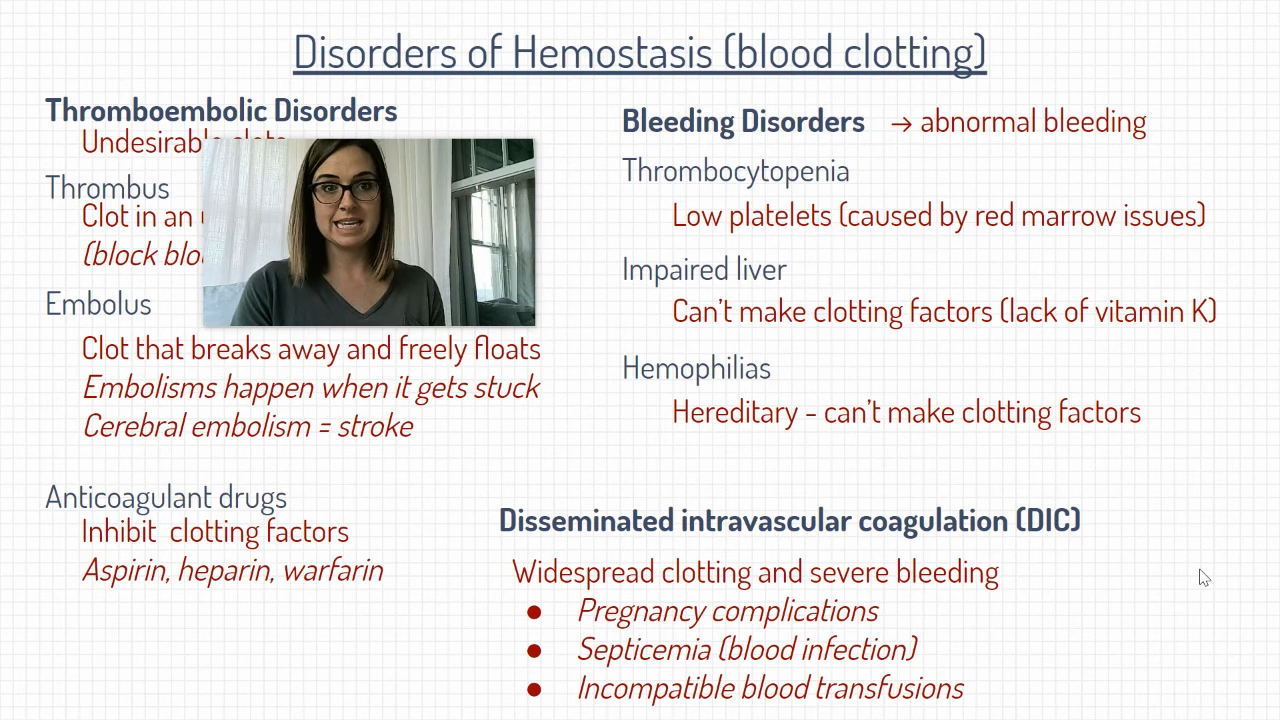 Disorders of Hemostasis (blood clotting)
Thromboembolic Disorders
Undesirable clots
Thrombus
Clot in an
(block
Embolus
Clot that breaks away and freely floats
Embolisms happen when it gets stuck
Cerebral embolism = stroke
Anticoagulant drugs
Inhibit clotting factors
Aspirin, heparin, warfarin
Bleeding Disorders → abnormal bleeding
Thrombocytopenia
Low platelets (caused by red marrow issues)
Impaired liver
Can't make clotting factors (lack of vitamin K)
Hemophilias
Hereditary - can't make clotting factors
Disseminated intravascular coagulation (DIC)
Widespread clotting and severe bleeding
● Pregnancy complications
● Septicemia (blood infection)
● Incompatible blood transfusions